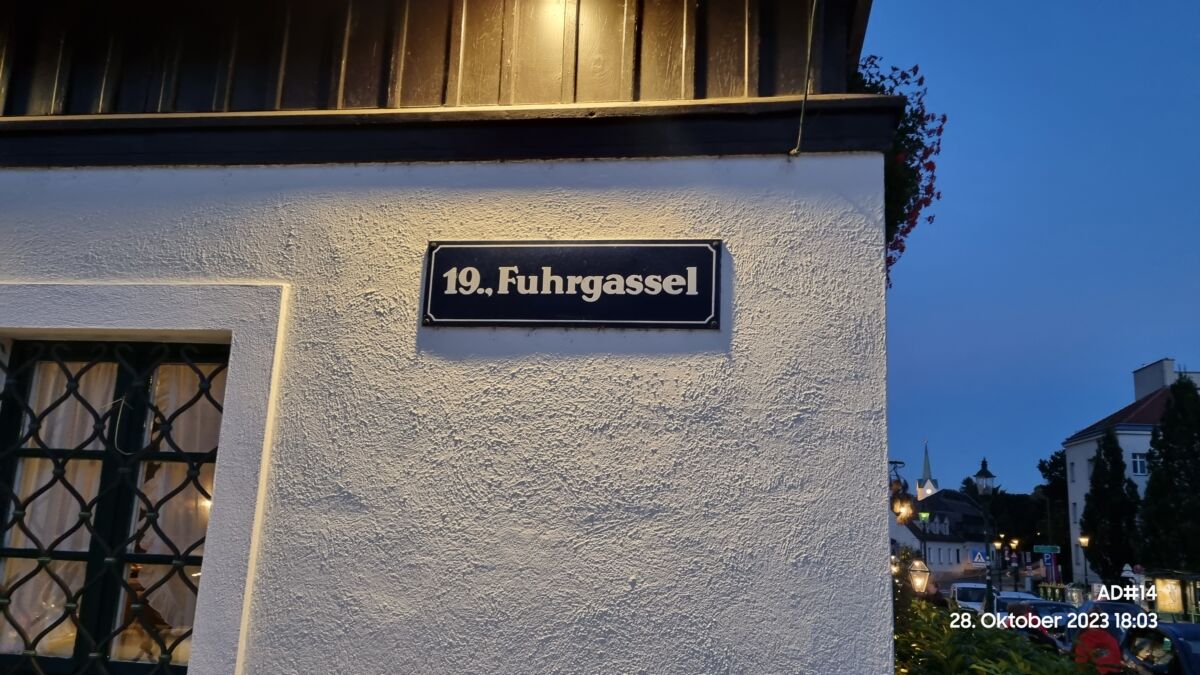 19., Fuhrgassel
AD#14
28. Oktober 2023 18:03